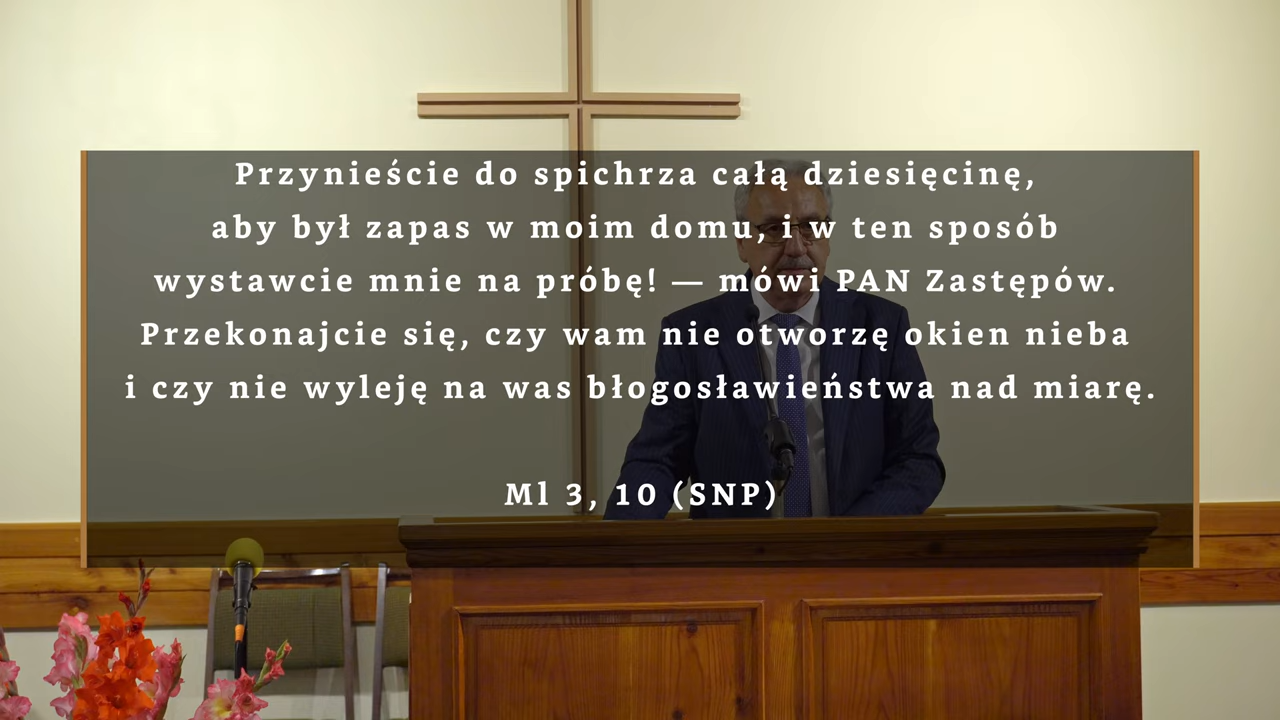 Przynieście do spichrza całą dziesięcinę,
aby był zapas w moim domu, i w ten sposób
wystawcie mnie na próbę! — mówi PAN Zastępów.
Przekonajcie się, czy wam nie otworzę okien nieba
i czy nie wyleję na was błogosławieństwa nad miarę.
Ml 3, 10 (SNP)